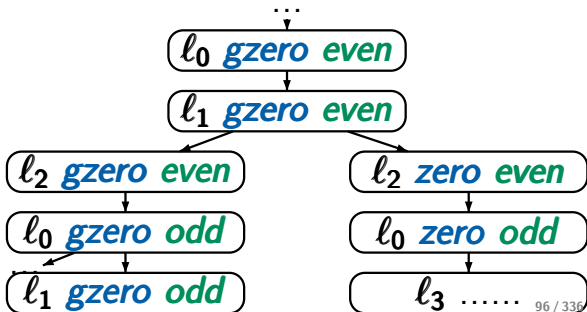 ...
ℓ0 gzero even
ℓ1 gzero even
ℓ2 gzero even
ℓ2 zero even
ℓ0 gzero odd
ℓ0 zero odd
...
ℓ1 gzero odd
ℓ3 ......
96 / 336